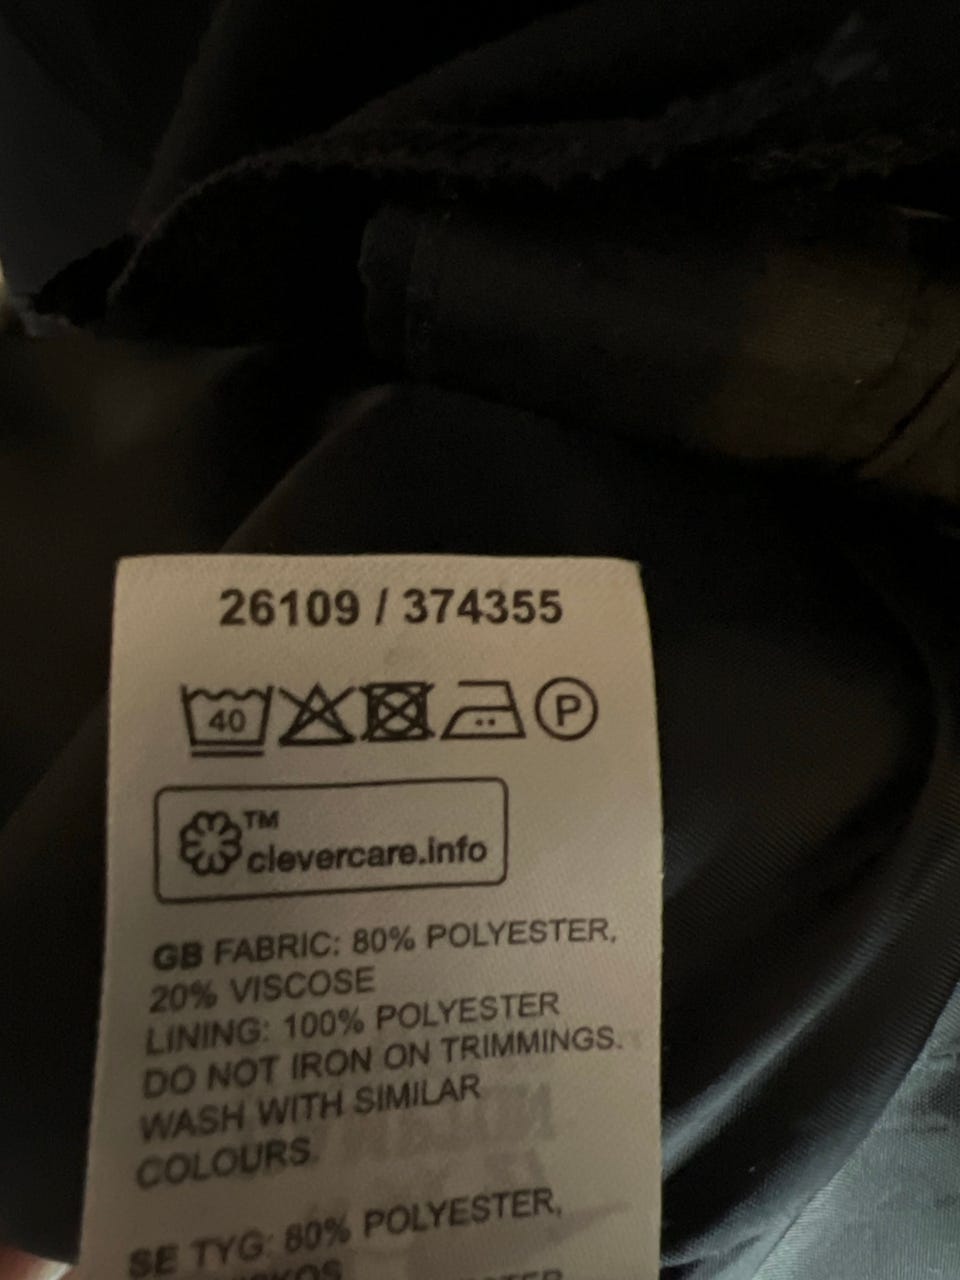 26109 / 374355
40
P
TM
clevercare.info
GB FABRIC: 80% POLYESTER,
20% VISCOSE
LINING: 100% POLYESTER
DO NOT IRON ON TRIMMINGS.
WASH WITH SIMILAR
COLOURS.
SE TYG: 80% POLYESTER,